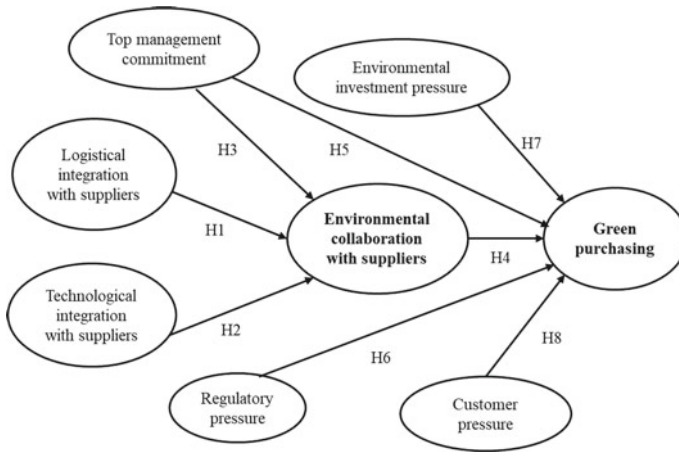 Top management
commitment
Environmental
investment pressure
H3
H5
H7
Logistical
integration
with suppliers
H1
Environmental
collaboration
with suppliers
H4
Green
purchasing
Technological
integration
with suppliers
H2
H6
H8
Regulatory
pressure
Customer
pressure